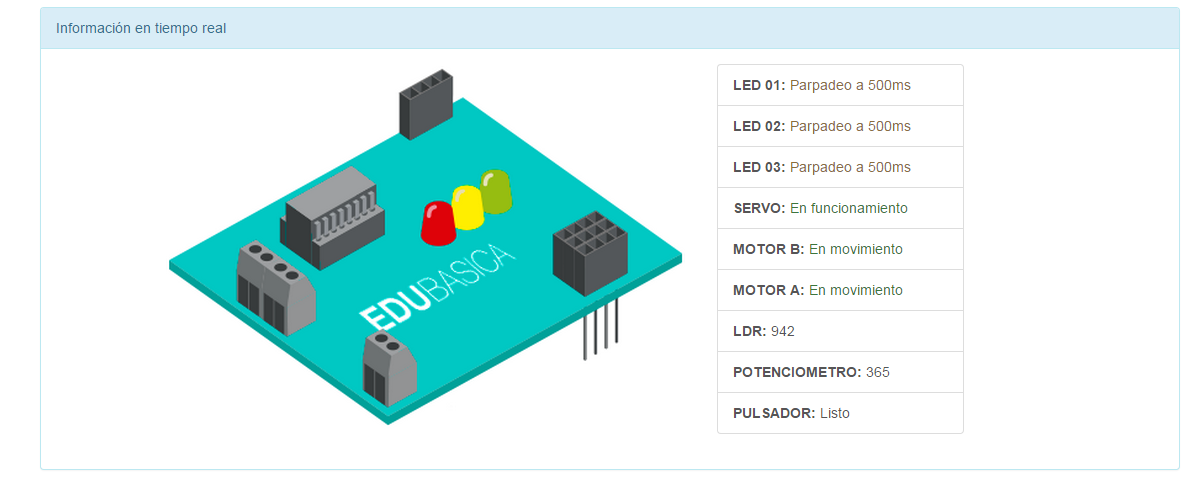 Información en tiempo real
EDUBASICA
LED 01: Parpadeo a 500ms
LED 02: Parpadeo a 500ms
LED 03: Parpadeo a 500ms
SERVO: En funcionamiento
MOTOR B: En movimiento
MOTOR A: En movimiento
LDR: 942
POTENCIOMETRO: 365
PULSADOR: Listo